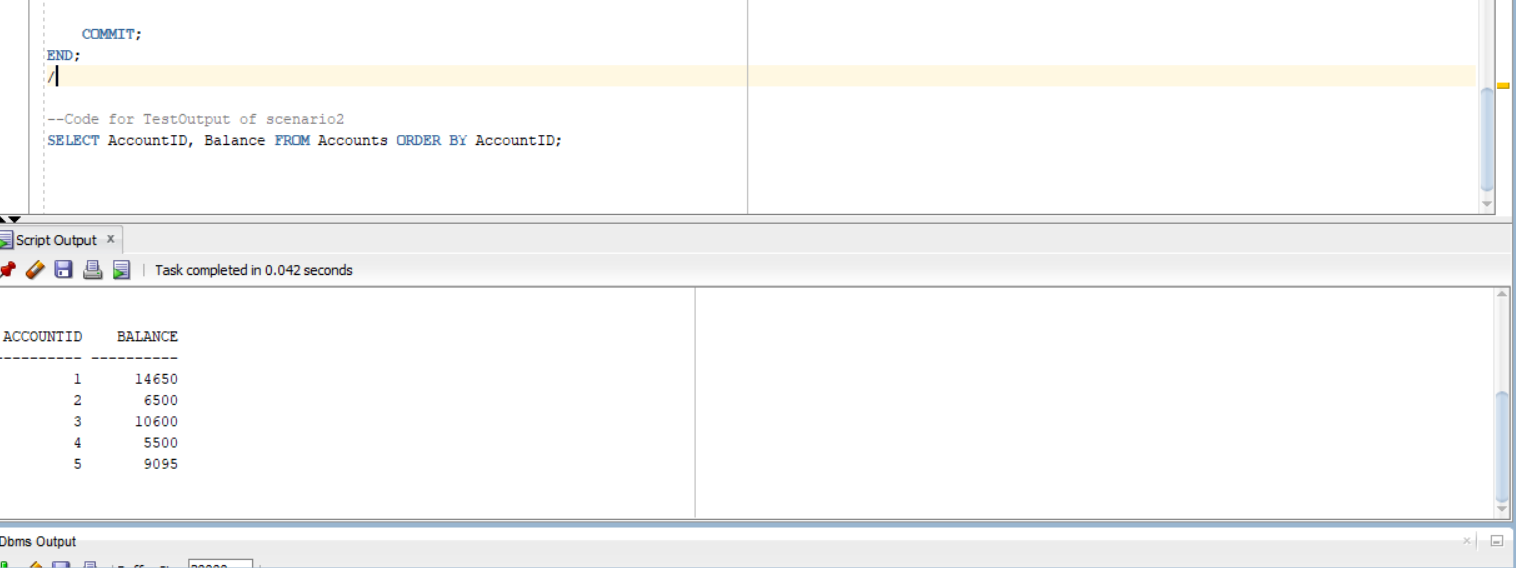 COMMIT;
END;
/
--Code for TestOutput of scenario2
SELECT AccountID, Balance FROM Accounts ORDER BY AccountID;
Script Output x
Task completed in 0.042 seconds
ACCOUNTID BALANCE
---------- ----------
1 14650
2 6500
3 10600
4 5500
5 9095
Dbms Output